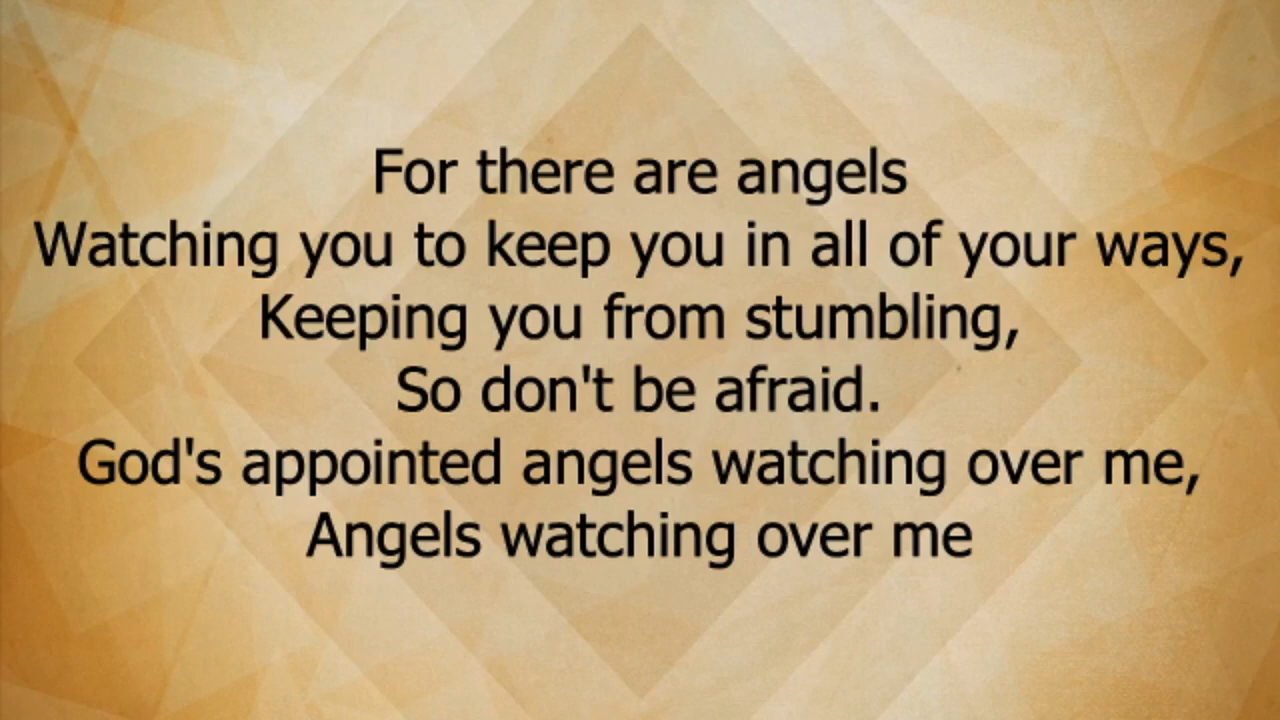 For there are angels
Watching you to keep you in all of your ways,
Keeping you from stumbling,
So don't be afraid.
God's appointed angels watching over me,
Angels watching over me